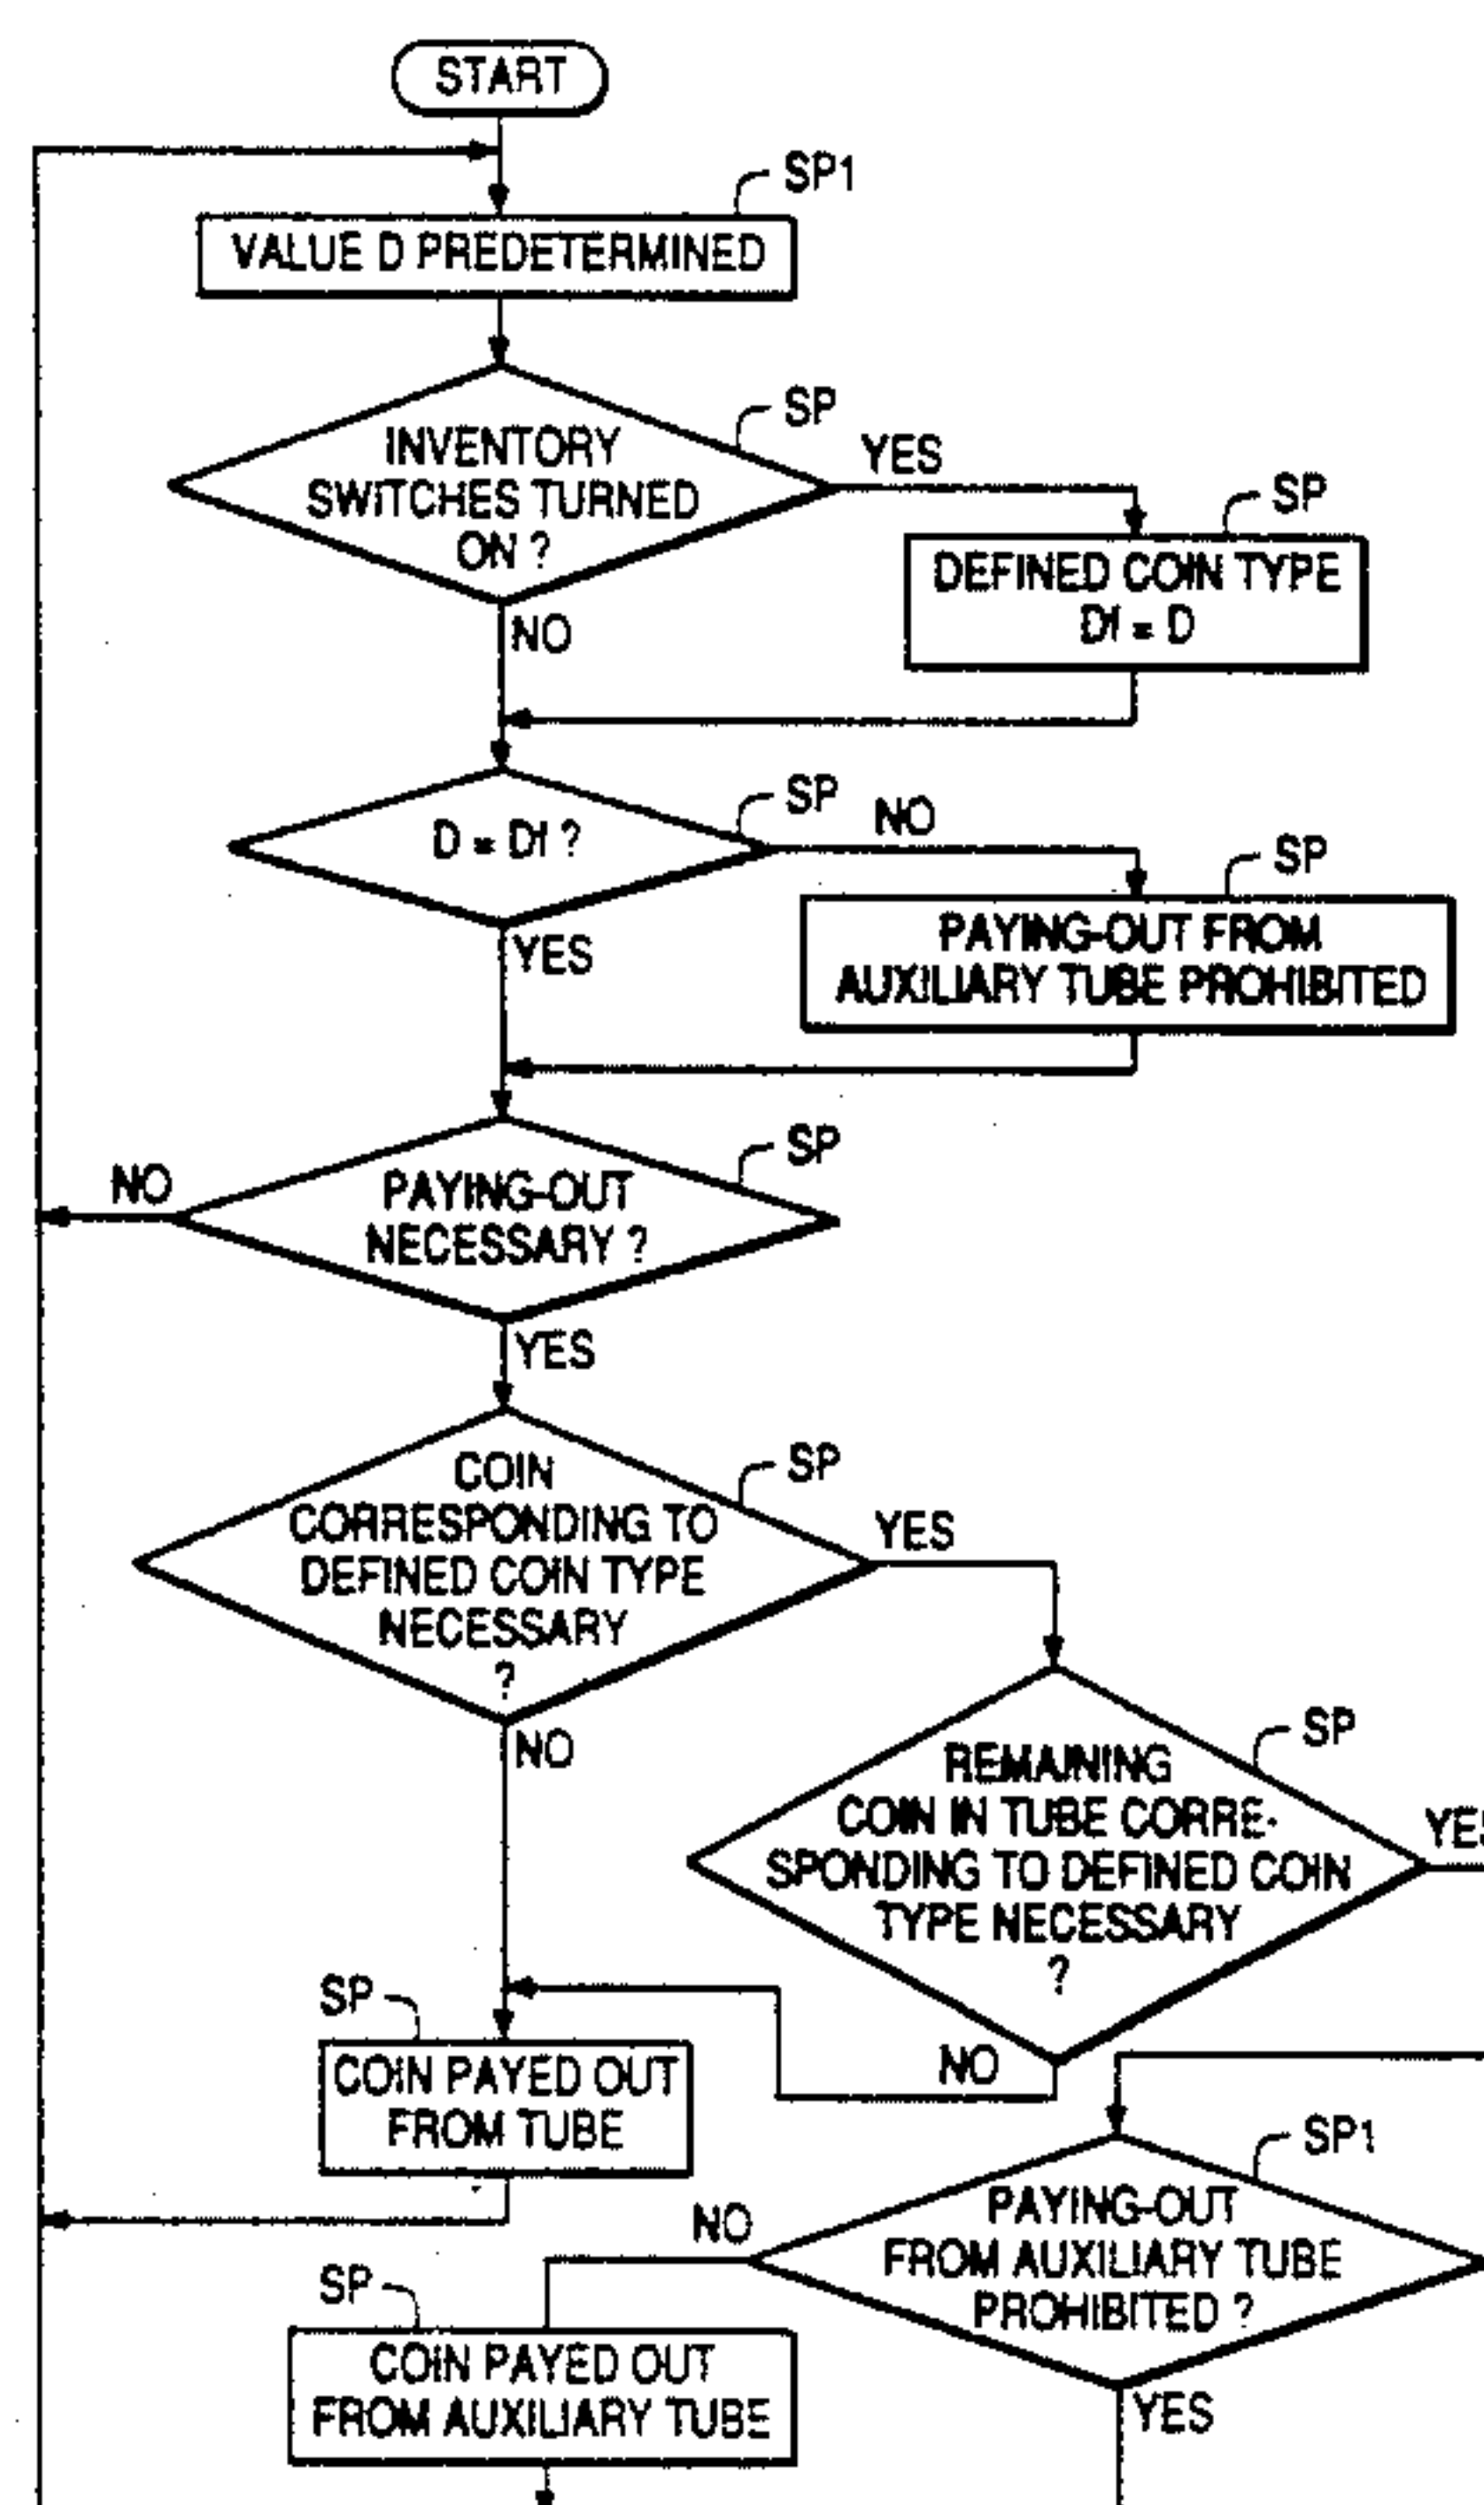 START
SP1
VALUE D PREDETERMINED
SP
INVENTORY
SWITCHES TURNED
ON ?
YES
SP
DEFINED COIN TYPE
Df = D
NO
SP
D = Df ?
NO
SP
PAYING-OUT FROM
AUXILIARY TUBE PROHIBITED
YES
SP
NO
PAYING-OUT
NECESSARY ?
YES
SP
COIN
CORRESPONDING TO
DEFINED COIN TYPE
NECESSARY
?
YES
NO
SP
REMAINING
COIN IN TUBE CORRE-
SPONDING TO DEFINED COIN
TYPE NECESSARY
?
YES
NO
SP
COIN PAYED OUT
FROM TUBE
SP1
PAYING-OUT
FROM AUXILIARY TUBE
PROHIBITED ?
NO
SP
COIN PAYED OUT
FROM AUXILIARY TUBE
YES